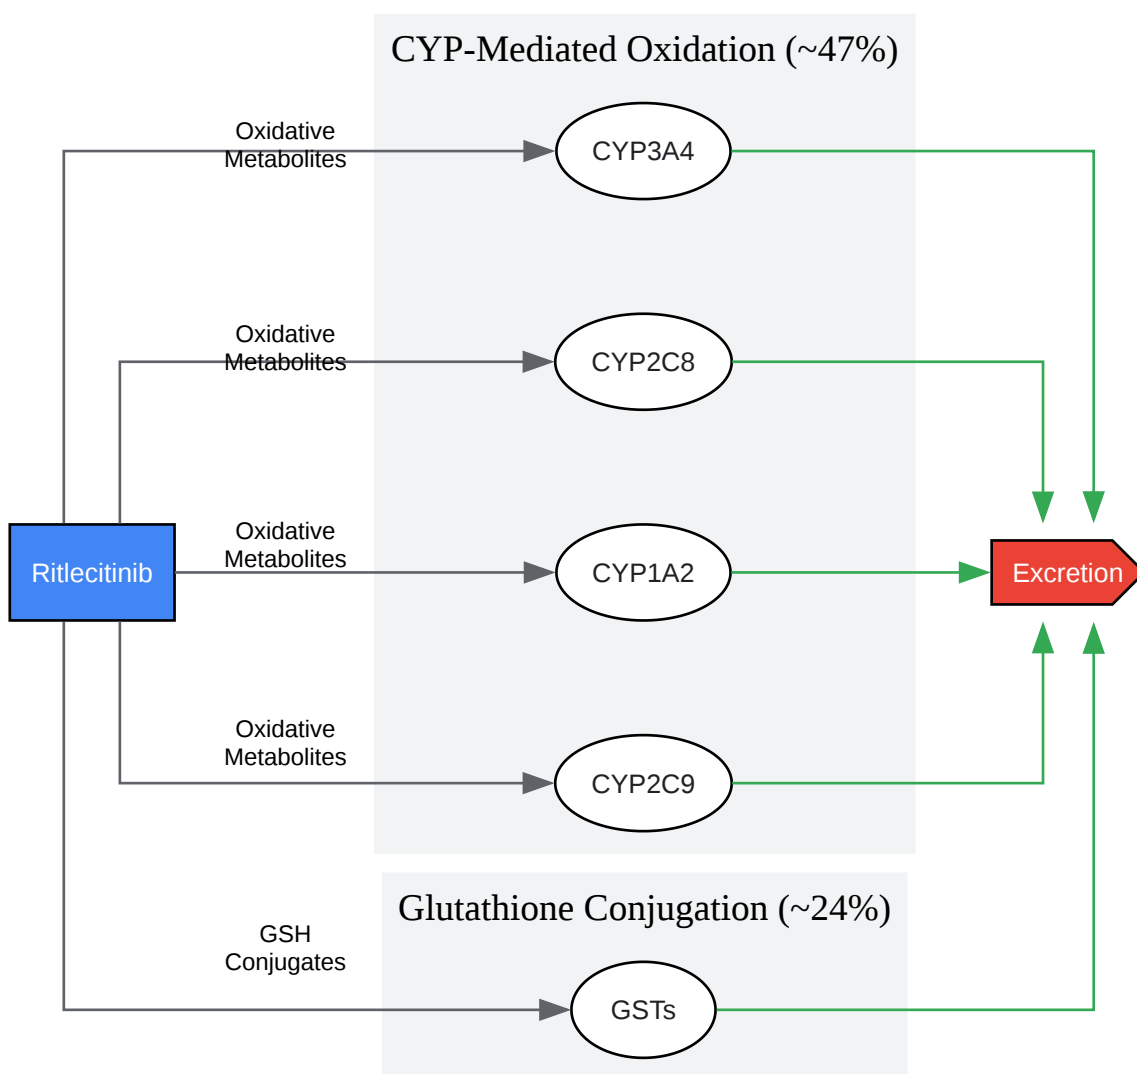 CYP-Mediated Oxidation (~47%)
Oxidative
Metabolites
CYP3A4
Oxidative
Metabolites
CYP2C8
Oxidative
Metabolites
Ritlecitinib
CYP1A2
Excretion
Oxidative
Metabolites
CYP2C9
Glutathione Conjugation (~24%)
GSH
Conjugates
GSTs